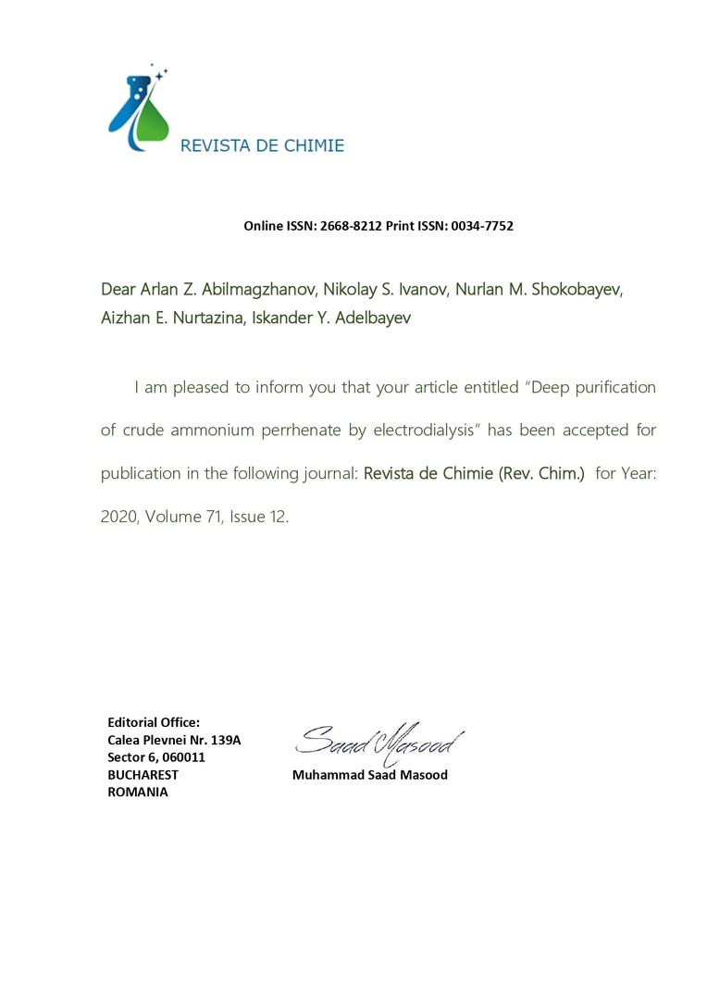 REVISTA DE CHIMIE
Online ISSN: 2668-8212 Print ISSN: 0034-7752
Dear Arlan Z. Abilmagzhanov, Nikolay S. Ivanov, Nurlan M. Shokobayev,
Aizhan E. Nurtazina, Iskander Y. Adelbayev
I am pleased to inform you that your article entitled “Deep purification
of crude ammonium perrhenate by electrodialysis” has been accepted for
publication in the following journal: Revista de Chimie (Rev. Chim.) for Year:
2020, Volume 71, Issue 12.
Editorial Office:
Calea Plevnei Nr. 139A
Sector 6, 060011
BUCHAREST
ROMANIA
Saad Masood
Muhammad Saad Masood